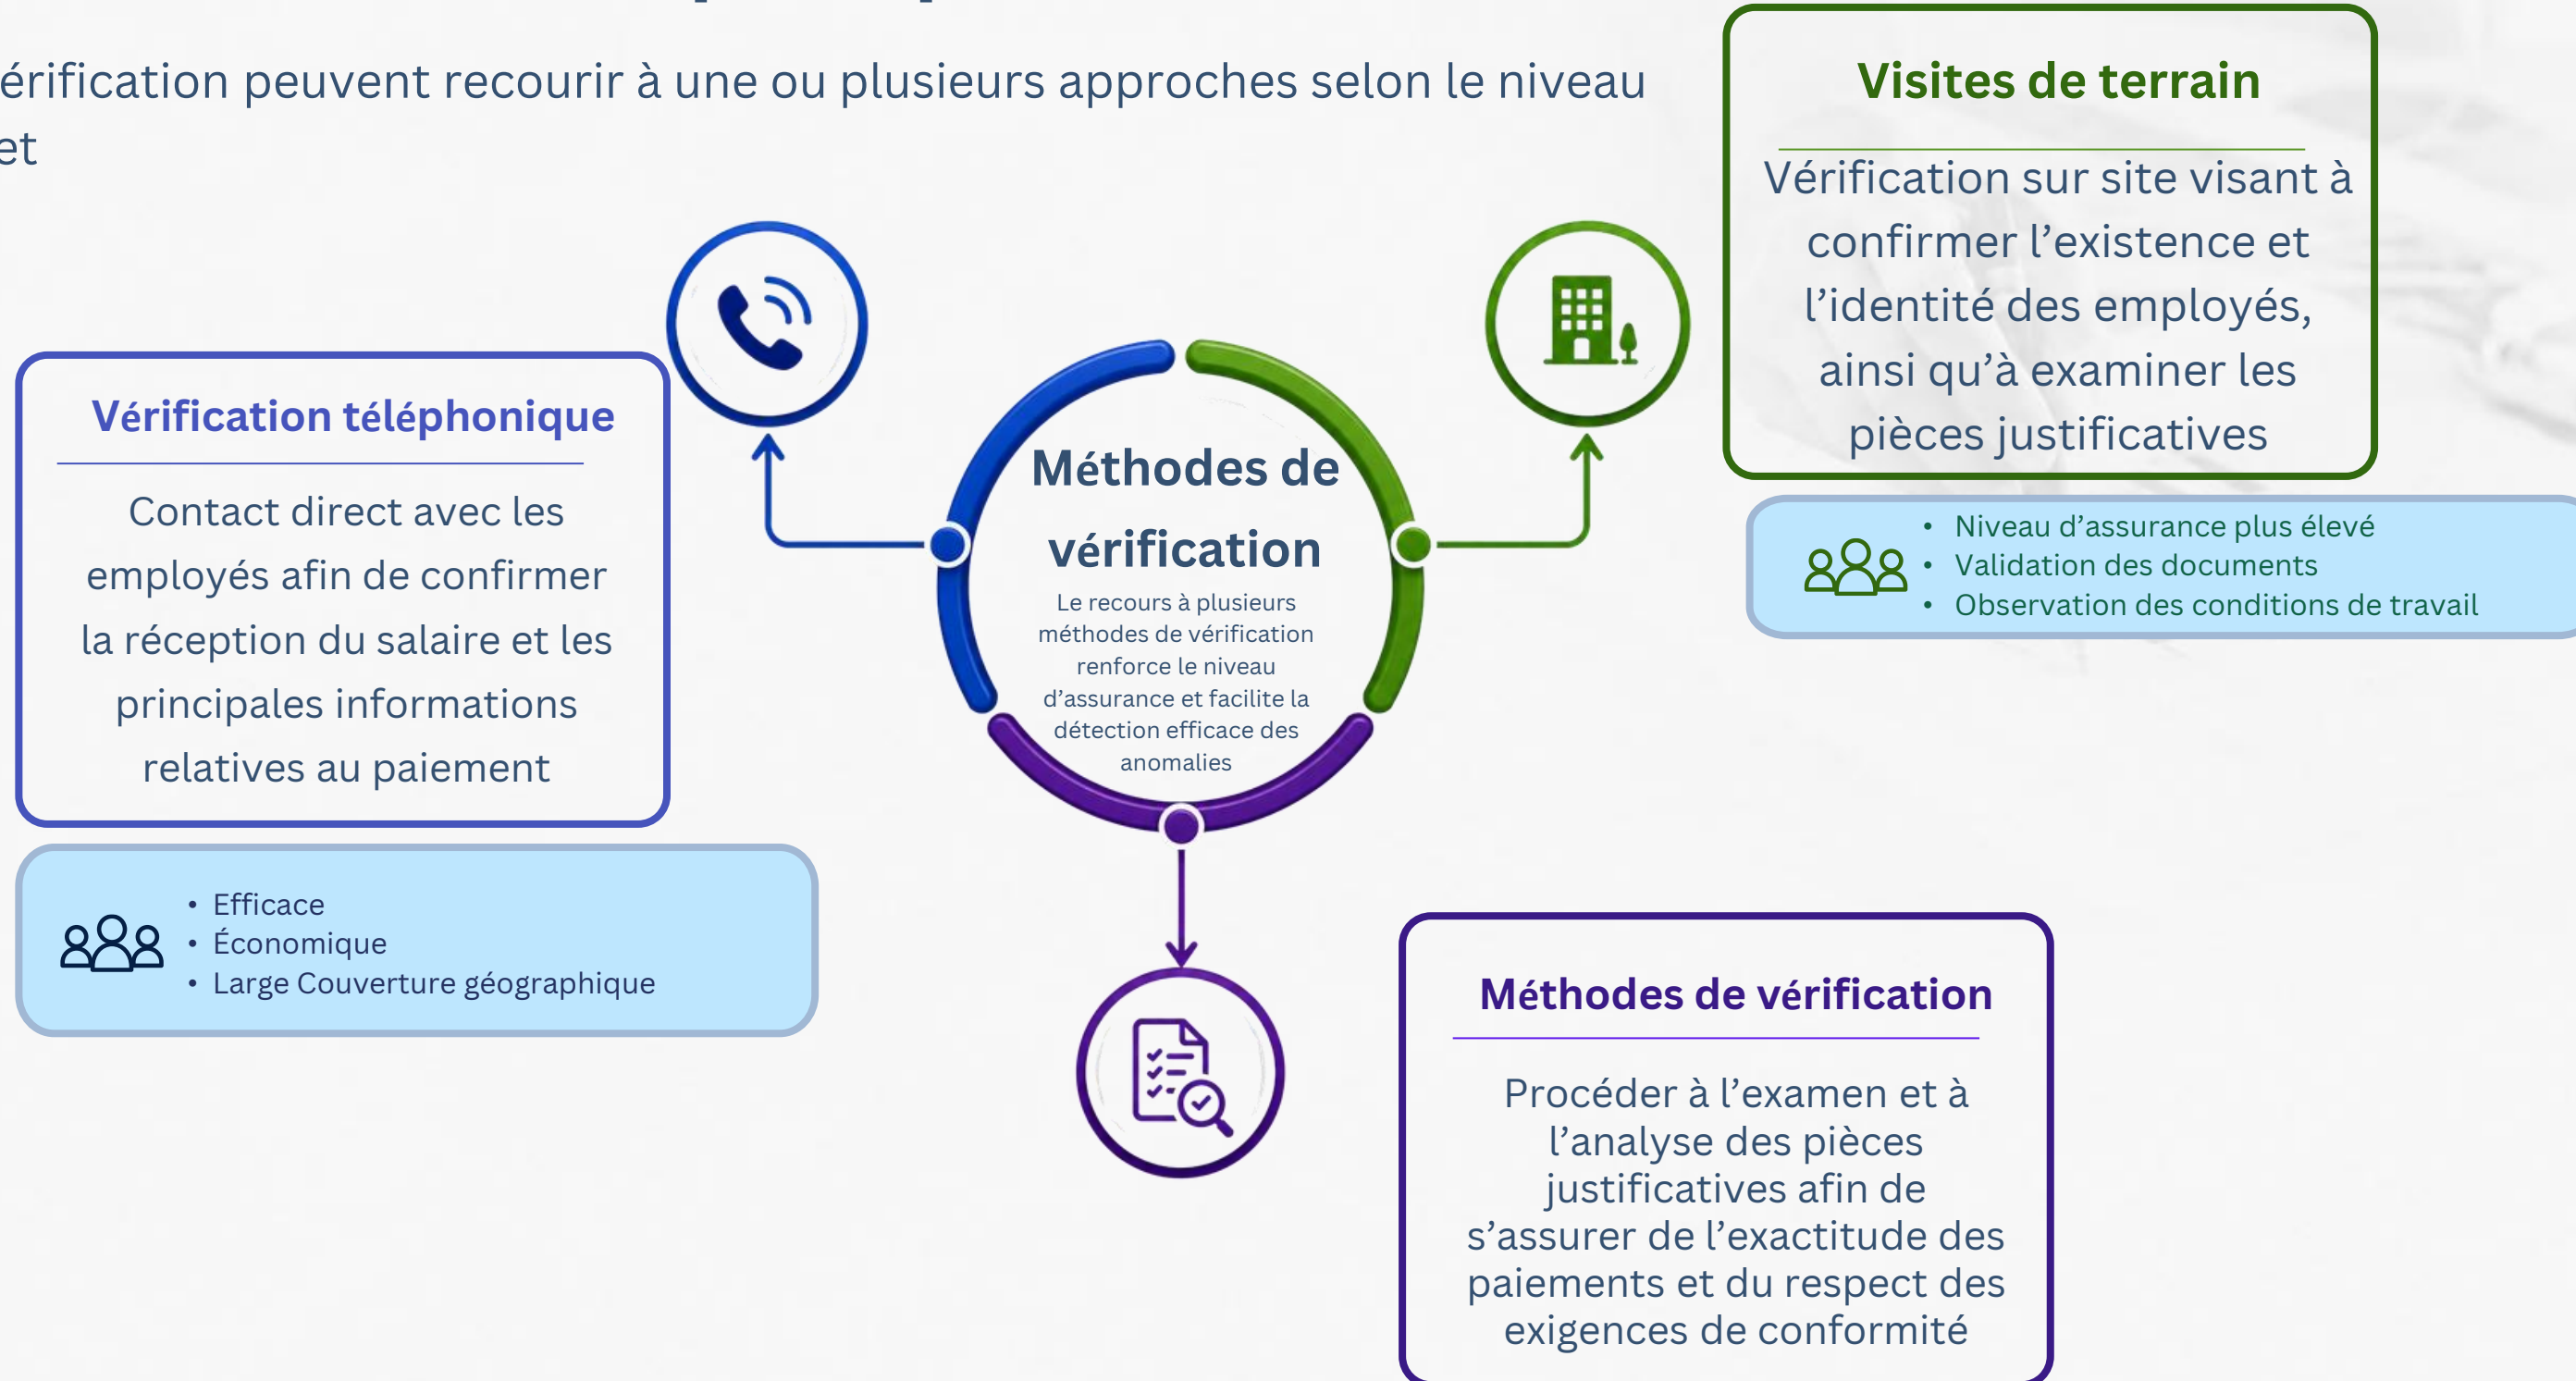 érification peuvent recourir à une ou plusieurs approches selon le niveau
et
Visites de terrain
Vérification sur site visant à
confirmer l’existence et
l’identité des employés,
ainsi qu’à examiner les
pièces justificatives
Niveau d’assurance plus élevé
Validation des documents
Observation des conditions de travail
Vérification téléphonique
Contact direct avec les
employés afin de confirmer
la réception du salaire et les
principales informations
relatives au paiement
Efficace
Économique
Large Couverture géographique
Méthodes de
vérification
Le recours à plusieurs
méthodes de vérification
renforce le niveau
d’assurance et facilite la
détection efficace des
anomalies
Méthodes de vérification
Procéder à l’examen et à
l’analyse des pièces
justificatives afin de
s’assurer de l’exactitude des
paiements et du respect des
exigences de conformité